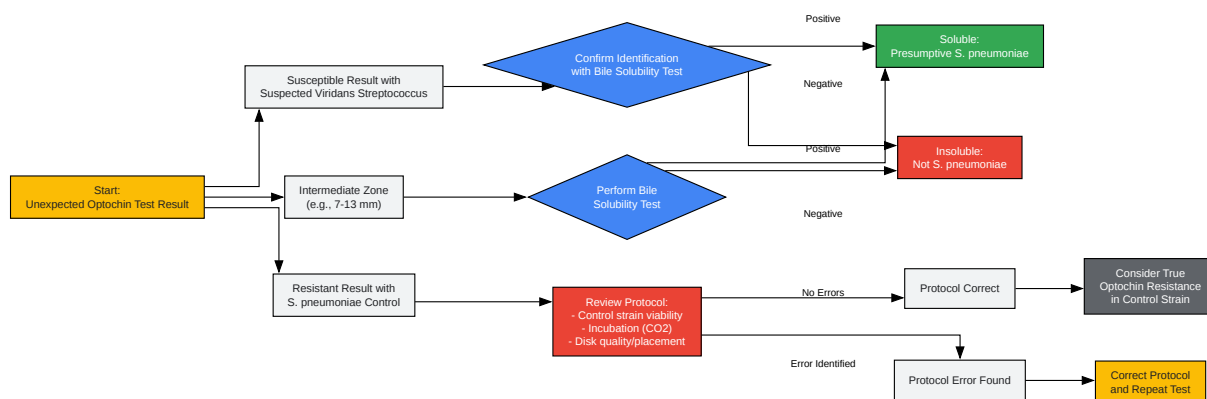 Positive
Soluble:
Presumptive S. pneumoniae
Confirm Identification
with Bile Solubility Test
Susceptible Result with
Suspected Viridans Streptococcus
Negative
Positive
Insoluble:
Not S. pneumoniae
Start:
Unexpected Optochin Test Result
Intermediate Zone
(e.g., 7-13 mm)
Perform Bile
Solubility Test
Negative
Resistant Result with
S. pneumoniae Control
Review Protocol:
- Control strain viability
- Incubation (CO2)
- Disk quality/placement
No Errors
Protocol Correct
Consider True
Optochin Resistance
in Control Strain
Error Identified
Protocol Error Found
Correct Protocol
and Repeat Test